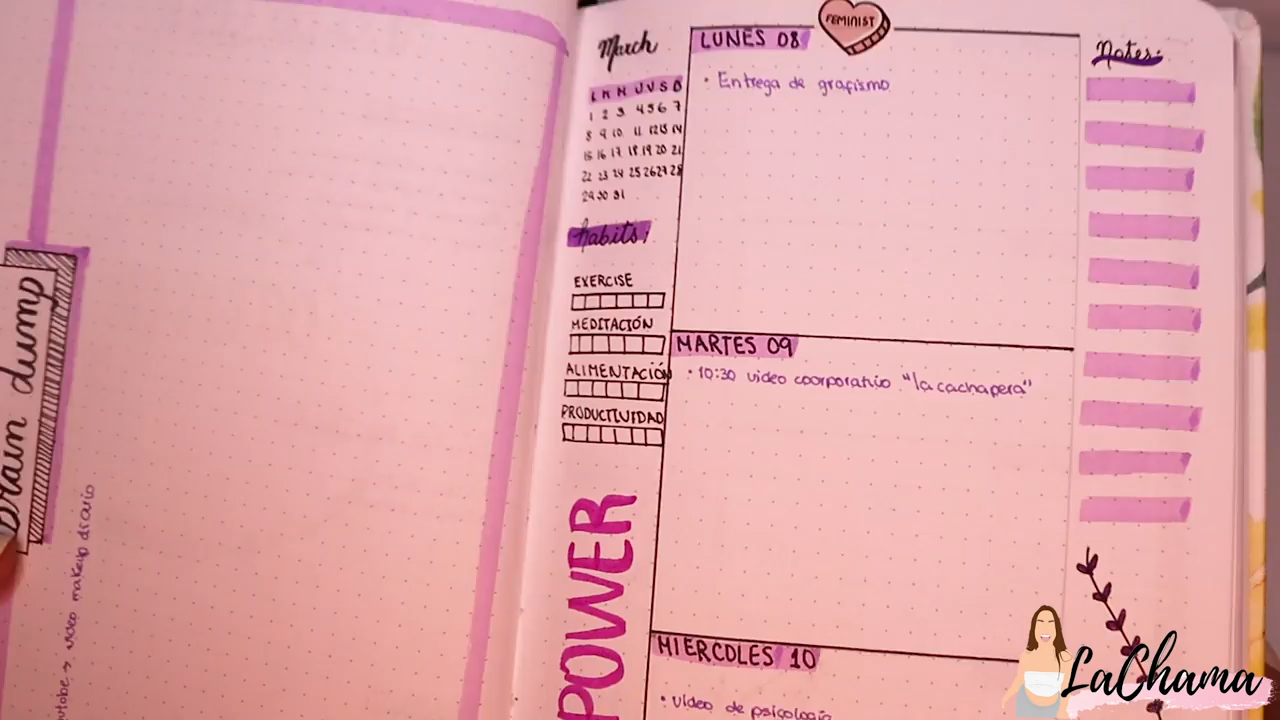 Brain dump
video makeup diario
March
L M M J V S D
1 2 3 4 5 6 7
8 9 10 11 12 13 14
15 16 17 18 19 20 21
22 23 24 25 26 27 28
29 30 31
habits:
EXERCISE
MEDITACIÓN
ALIMENTACIÓN
PRODUCTIVIDAD
POWER
FEMINIST
LUNES 08
• Entrega de grafismo
MARTES 09
• 10:30 video coorporativo "la cachapera"
MIERCOLES 10
• video de psicología
Notes:
LaChama